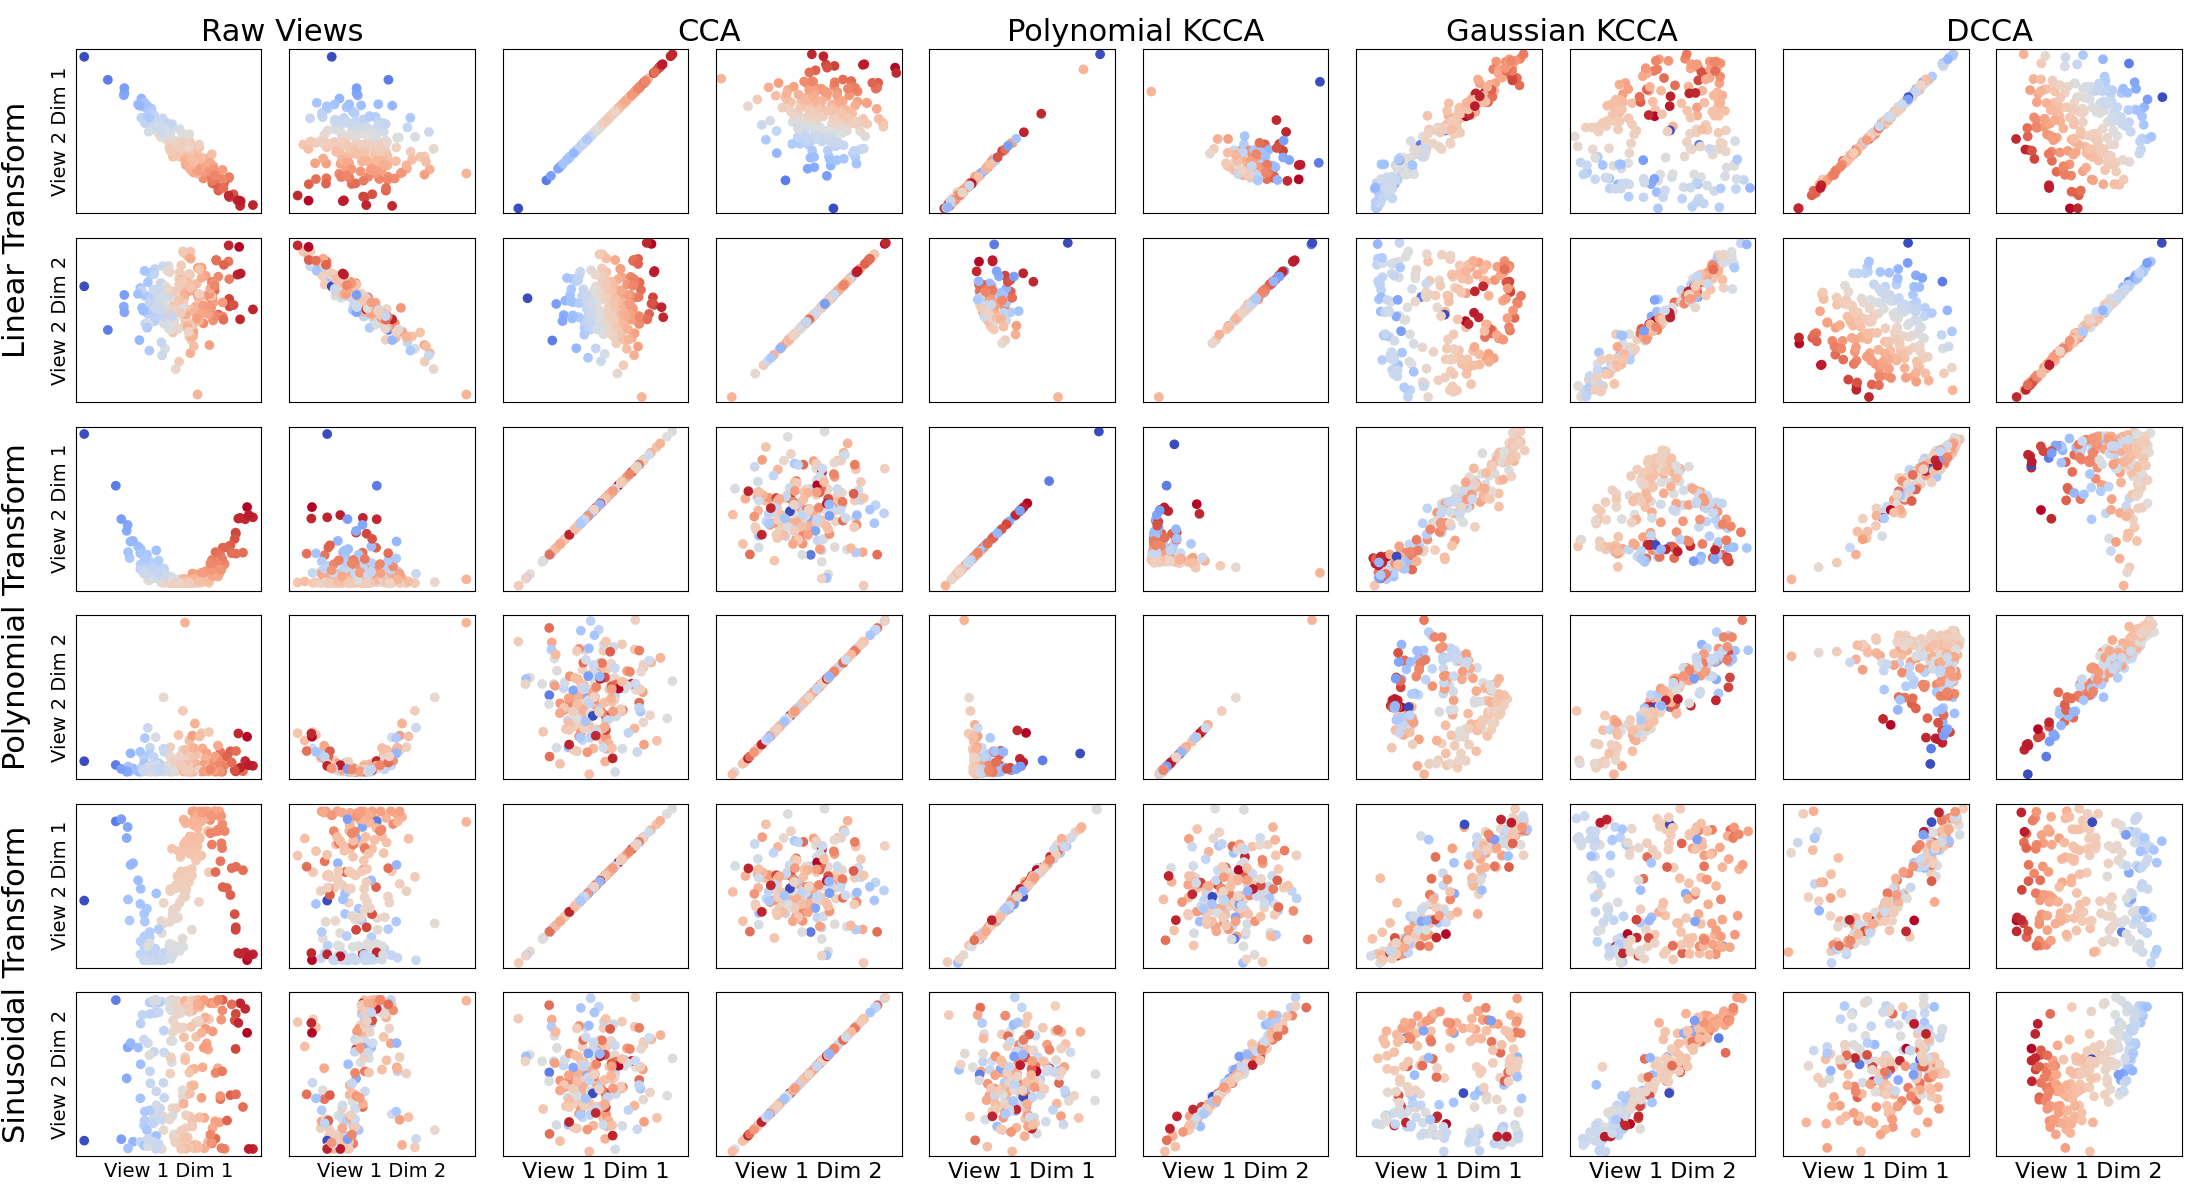 Raw Views
CCA
Polynomial KCCA
Gaussian KCCA
DCCA
Linear Transform
View 2 Dim 1
View 2 Dim 2
Polynomial Transform
View 2 Dim 1
View 2 Dim 2
Sinusoidal Transform
View 2 Dim 1
View 2 Dim 2
View 1 Dim 1
View 1 Dim 2
View 1 Dim 1
View 1 Dim 2
View 1 Dim 1
View 1 Dim 2
View 1 Dim 1
View 1 Dim 2
View 1 Dim 1
View 1 Dim 2